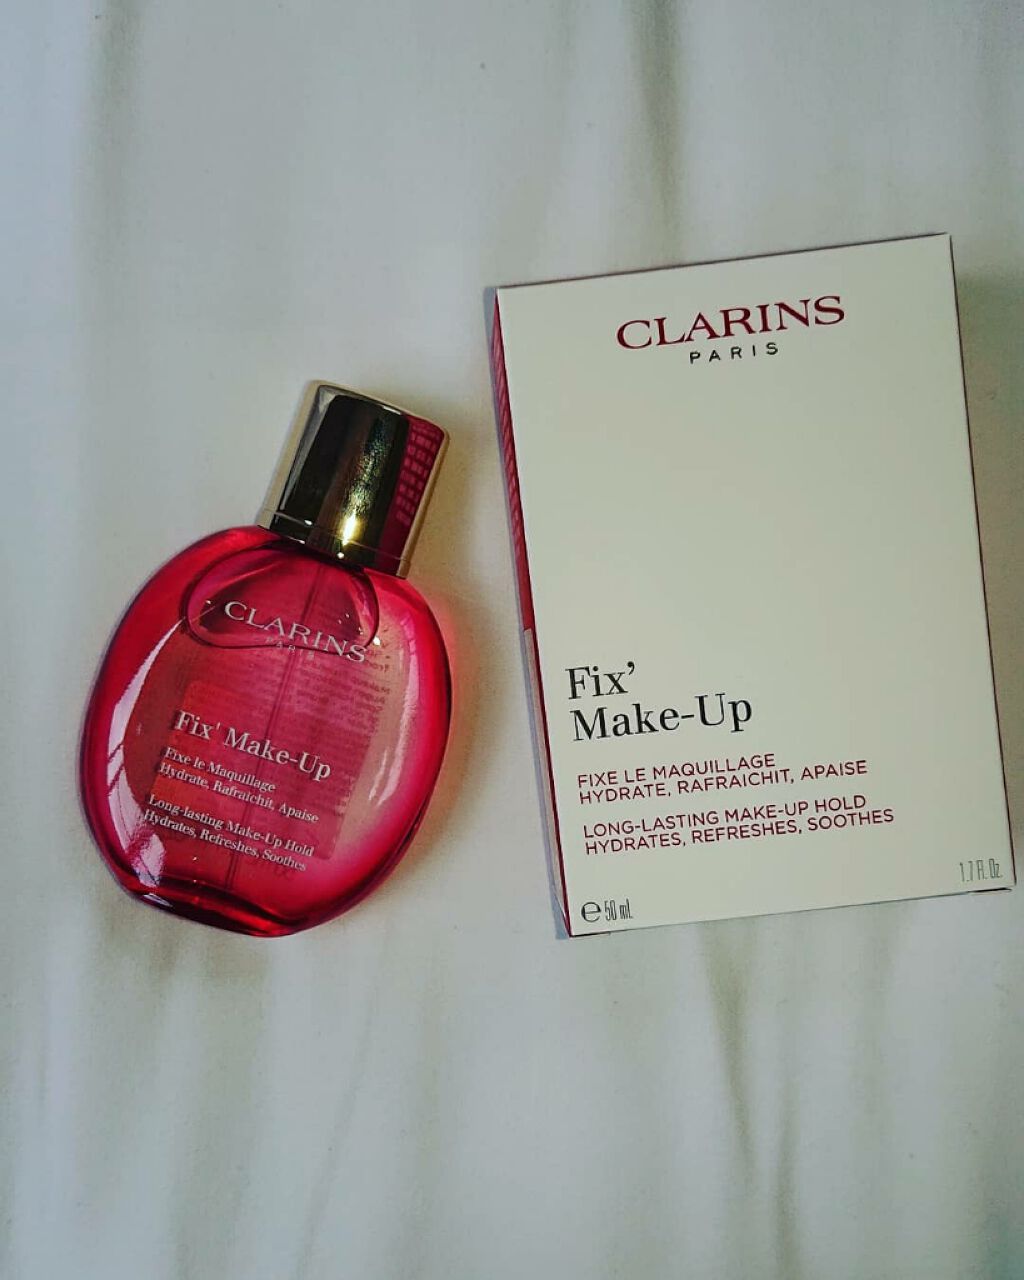 CLARINS
PARIS
Fix' Make-Up
Fixe le Maquillage
Hydrate, Rafraichit, Apaise
Long-lasting Make-Up Hold
Hydrates, Refreshes, Soothes
CLARINS
PARIS
Fix’
Make-Up
FIXE LE MAQUILLAGE
HYDRATE, RAFRAICHIT, APAISE
LONG-LASTING MAKE-UP HOLD
HYDRATES, REFRESHES, SOOTHES
℮ 50 mL
1.7 Fl. Oz.